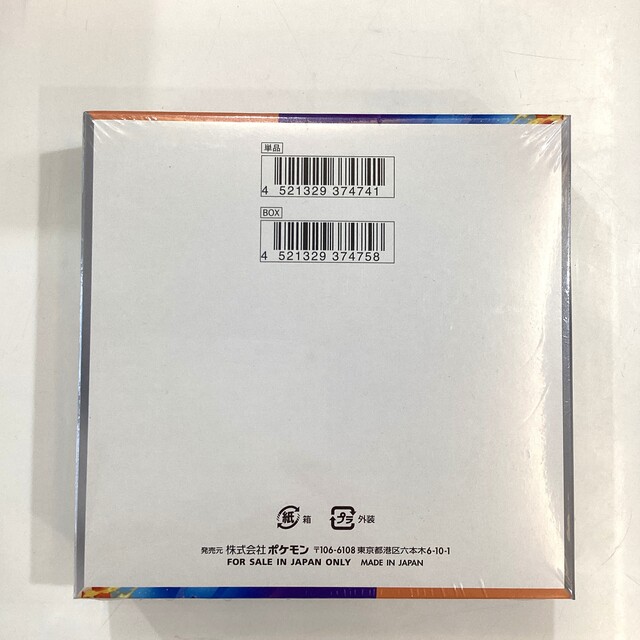 単品
4 521329 374741
BOX
4 521329 374758
紙 箱 プラ 外装
発売元 株式会社 ポケモン 〒106-6108 東京都港区六本木6-10-1
FOR SALE IN JAPAN ONLY MADE IN JAPAN